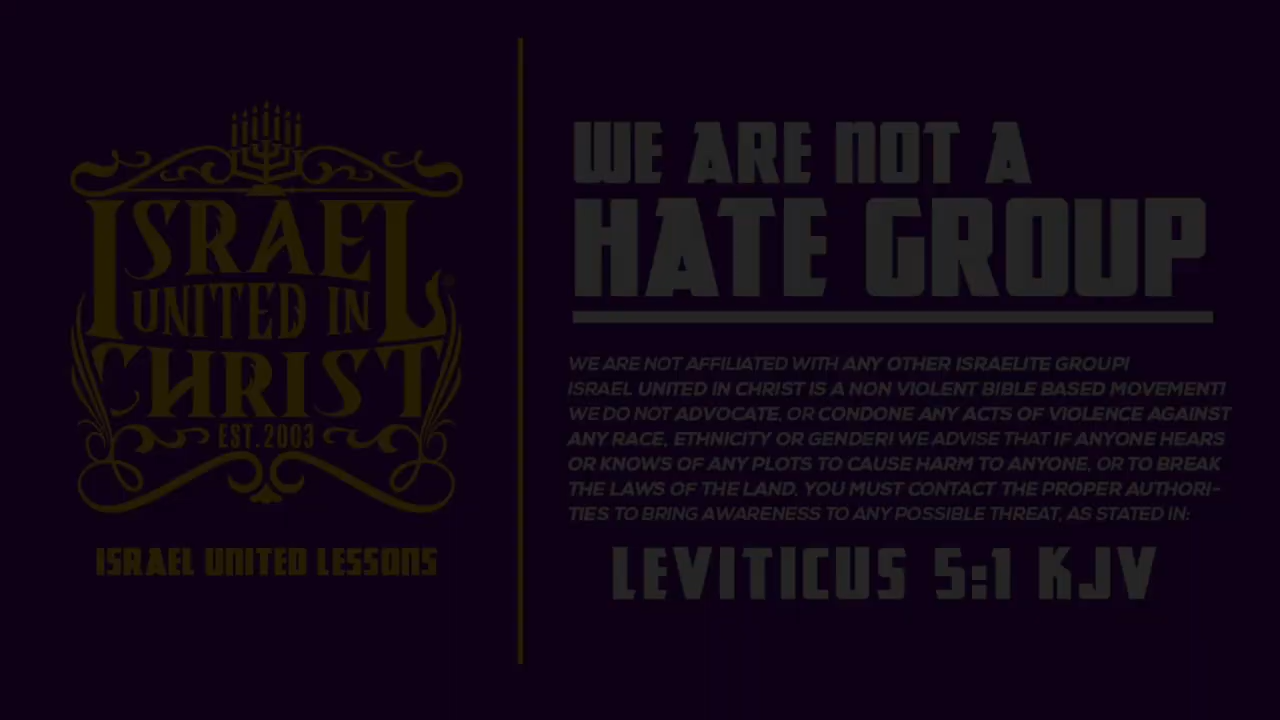 ISRAEL
UNITED IN
CHRIST
EST. 2003
ISRAEL UNITED LESSONS
WE ARE NOT A
HATE GROUP
WE ARE NOT AFFILIATED WITH ANY OTHER ISRAELITE GROUP!
ISRAEL UNITED IN CHRIST IS A NON VIOLENT BIBLE BASED MOVEMENT!
WE DO NOT ADVOCATE, OR CONDONE ANY ACTS OF VIOLENCE AGAINST
ANY RACE, ETHNICITY OR GENDER! WE ADVISE THAT IF ANYONE HEARS
OR KNOWS OF ANY PLOTS TO CAUSE HARM TO ANYONE, OR TO BREAK
THE LAWS OF THE LAND, YOU MUST CONTACT THE PROPER AUTHORI-
TIES TO BRING AWARENESS TO ANY POSSIBLE THREAT, AS STATED IN:
LEVITICUS 5:1 KJV